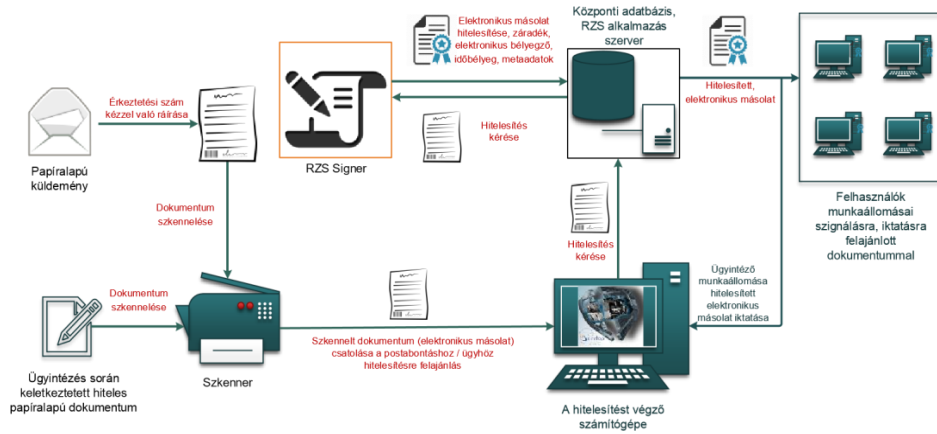 Elektronikus másolat
hitelesítése, záradék,
elektronikus bélyegző,
időbélyeg, metaadatok
Központi adatbázis,
RZS alkalmazás
szerver
Érkeztetési szám
kézzel való ráírása
Hitelesített,
elektronikus másolat
Hitelesítés
kérése
Papíralapú
küldemény
RZS Signer
Felhasználók
munkaállomásai
szignálásra, iktatásra
felajánlott
dokumentummal
Dokumentum
szkennelése
Hitelesítés
kérése
Ügyintéző
munkaállomása
hitelesített
elektronikus
másolat iktatása
Dokumentum
szkennelése
Szkennelt dokumentum (elektronikus másolat)
csatolása a postabontáshoz / ügyhöz
hitelesítésre felajánlás
Szkenner
Ügyintézés során
keletkeztetett hiteles
papíralapú dokumentum
A hitelesítést végző
számítógépe